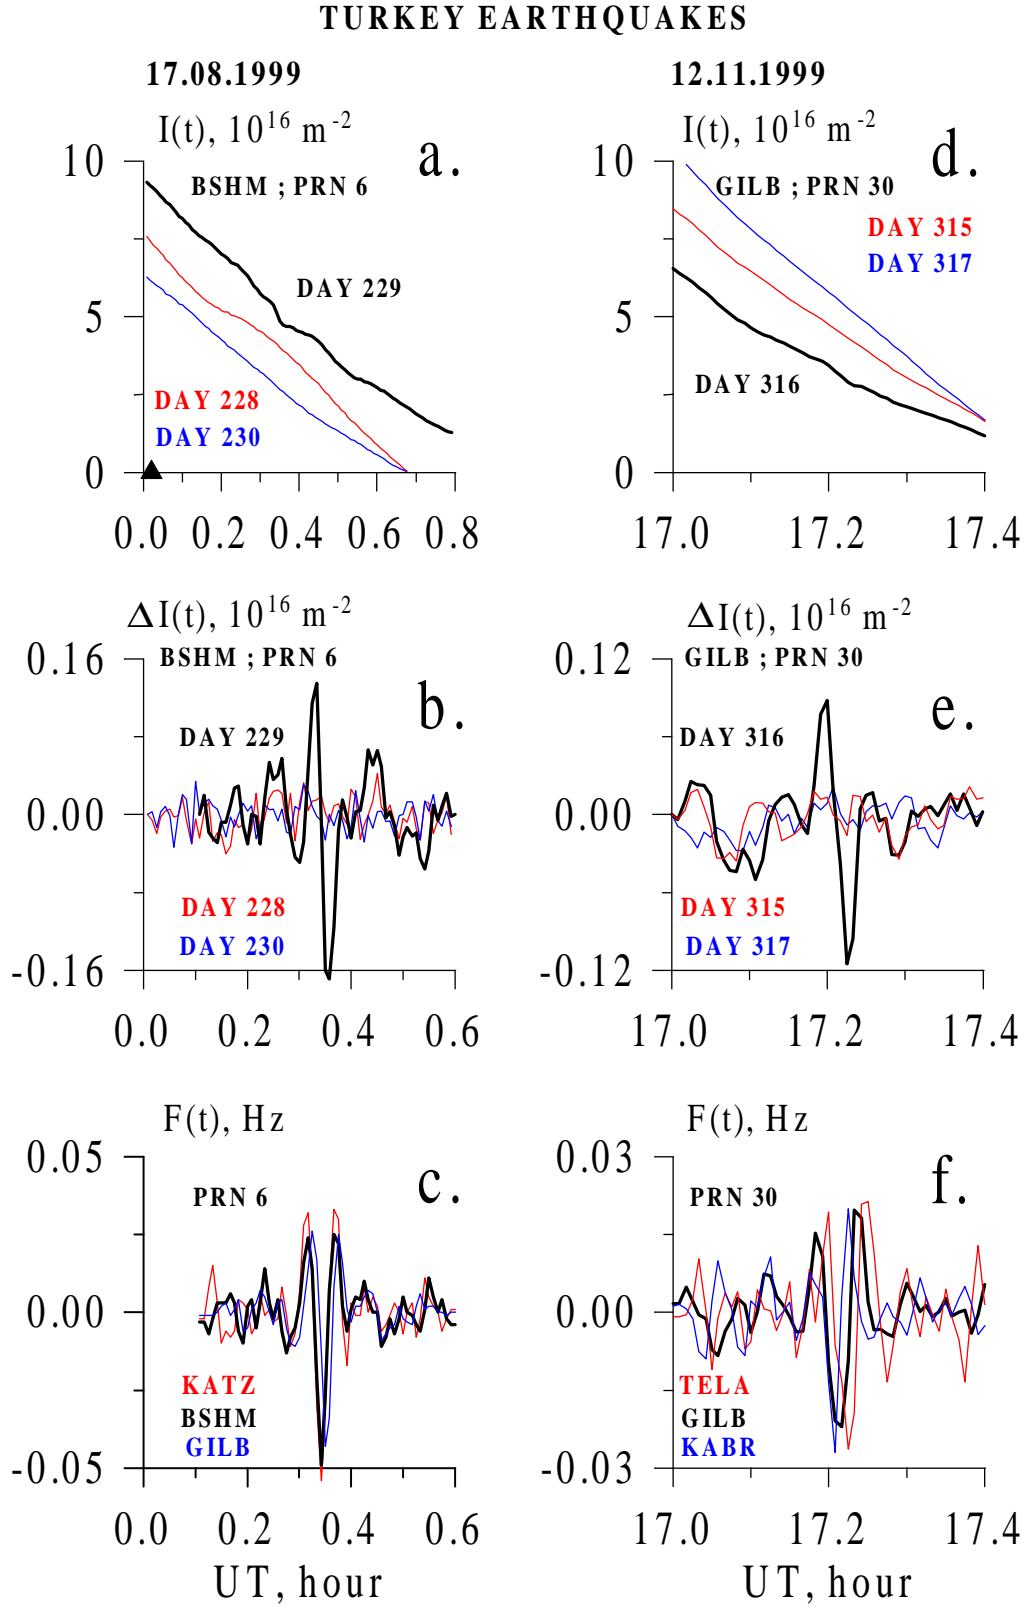 TURKEY EARTHQUAKES
17.08.1999
I(t), 10^16 m^-2
a.
10
5
0
BSHM ; PRN 6
DAY 229
DAY 228
DAY 230
0.0 0.2 0.4 0.6 0.8
12.11.1999
I(t), 10^16 m^-2
d.
10
5
0
GILB ; PRN 30
DAY 315
DAY 317
DAY 316
17.0 17.2 17.4
ΔI(t), 10^16 m^-2
BSHM ; PRN 6
b.
0.16
0.00
-0.16
DAY 229
DAY 228
DAY 230
0.0 0.2 0.4 0.6
ΔI(t), 10^16 m^-2
GILB ; PRN 30
e.
0.12
0.00
-0.12
DAY 316
DAY 315
DAY 317
17.0 17.2 17.4
F(t), Hz
c.
0.05
0.00
-0.05
PRN 6
KATZ
BSHM
GILB
0.0 0.2 0.4 0.6
UT, hour
F(t), Hz
f.
0.03
0.00
-0.03
PRN 30
TELA
GILB
KABR
17.0 17.2 17.4
UT, hour